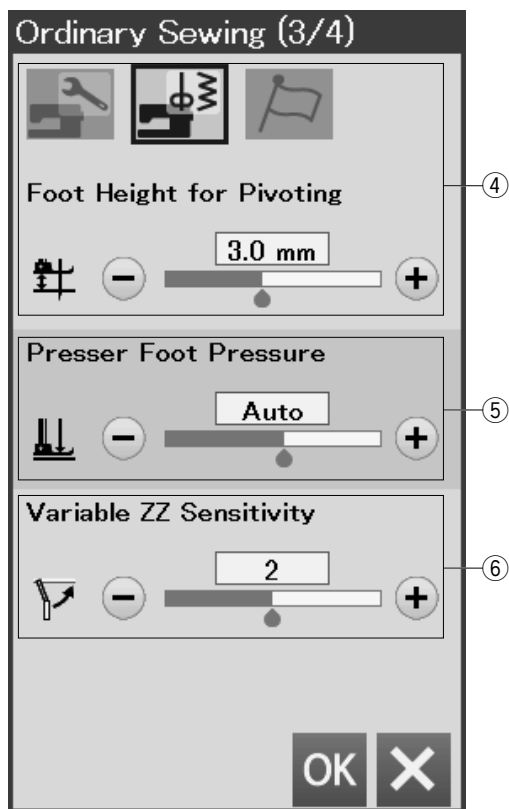 Ordinary Sewing (3/4)
Foot Height for Pivoting
3.0 mm
④
Presser Foot Pressure
Auto
⑤
Variable ZZ Sensitivity
2
⑥
OK